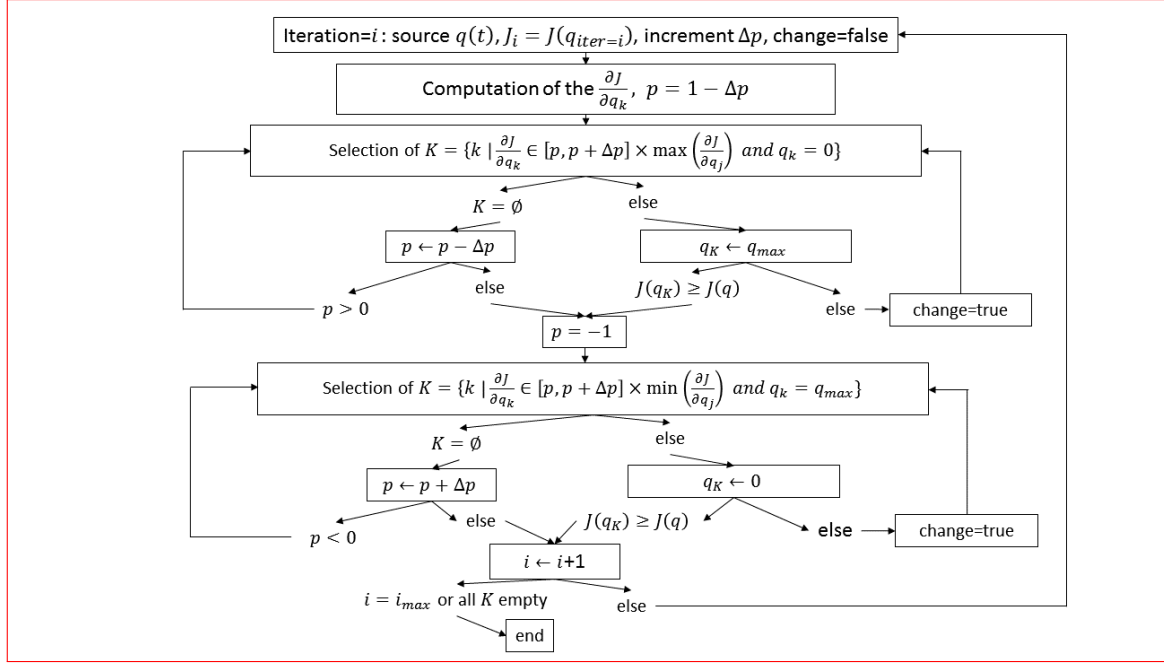 Iteration=i : source q(t), J_i = J(q_{iter=i}), increment Δp, change=false
Computation of the ∂J/∂q_k, p = 1 − Δp
Selection of K = {k | ∂J/∂q_k ∈ [p, p + Δp] × max (∂J/∂q_j) and q_k = 0}
K = ∅
else
p ← p − Δp
q_K ← q_max
else
J(q_K) ≥ J(q)
p > 0
else
change=true
p = −1
Selection of K = {k | ∂J/∂q_k ∈ [p, p + Δp] × min (∂J/∂q_j) and q_k = q_max}
K = ∅
else
p ← p + Δp
q_K ← 0
p < 0
else
J(q_K) ≥ J(q)
else
change=true
i ← i+1
i = i_max or all K empty
else
end